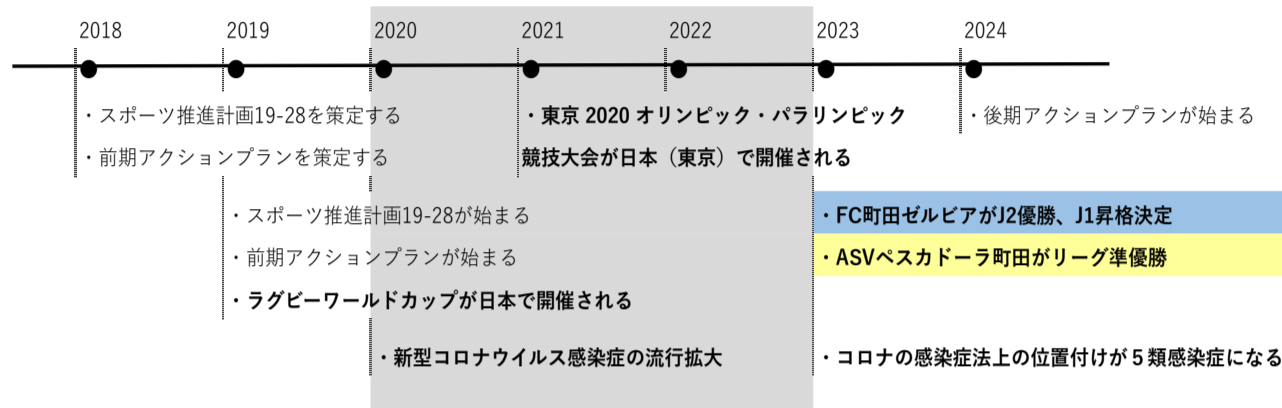 2018
2019
2020
2021
2022
2023
2024
・スポーツ推進計画19-28を策定する
・前期アクションプランを策定する
・東京 2020 オリンピック・パラリンピック
競技大会が日本（東京）で開催される
・後期アクションプランが始まる
・スポーツ推進計画19-28が始まる
・前期アクションプランが始まる
・ラグビーワールドカップが日本で開催される
・FC町田ゼルビアがJ2優勝、J1昇格決定
・ASVペスカドーラ町田がリーグ準優勝
・新型コロナウイルス感染症の流行拡大
・コロナの感染症法上の位置付けが５類感染症になる